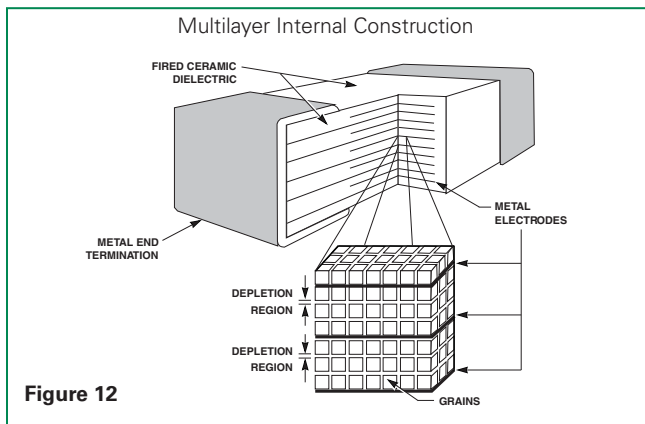 Multilayer Internal Construction
FIRED CERAMIC
DIELECTRIC
METAL
ELECTRODES
METAL END
TERMINATION
DEPLETION
REGION
DEPLETION
REGION
GRAINS
Figure 12